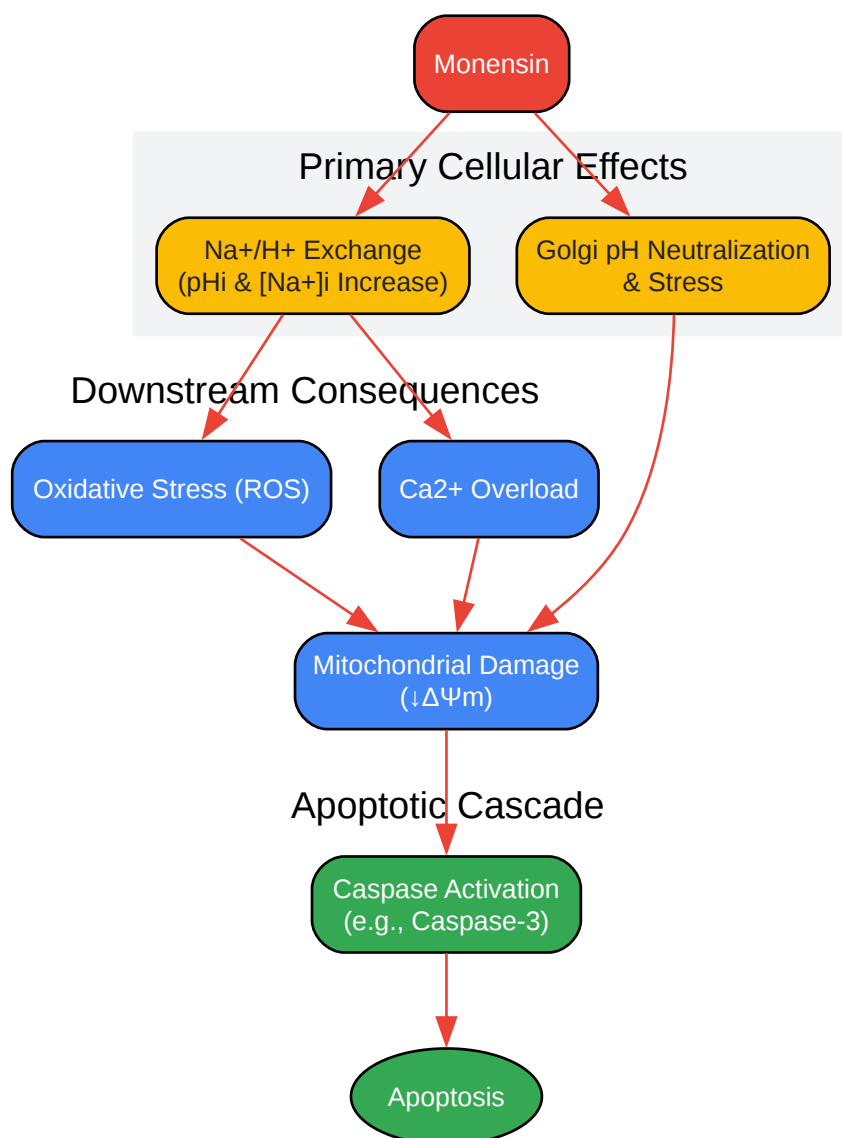 Monensin
Primary Cellular Effects
Na+/H+ Exchange
(pHi & [Na+]i Increase)
Golgi pH Neutralization
& Stress
Downstream Consequences
Oxidative Stress (ROS)
Ca2+ Overload
Mitochondrial Damage
(↓ΔΨm)
Apoptotic Cascade
Caspase Activation
(e.g., Caspase-3)
Apoptosis